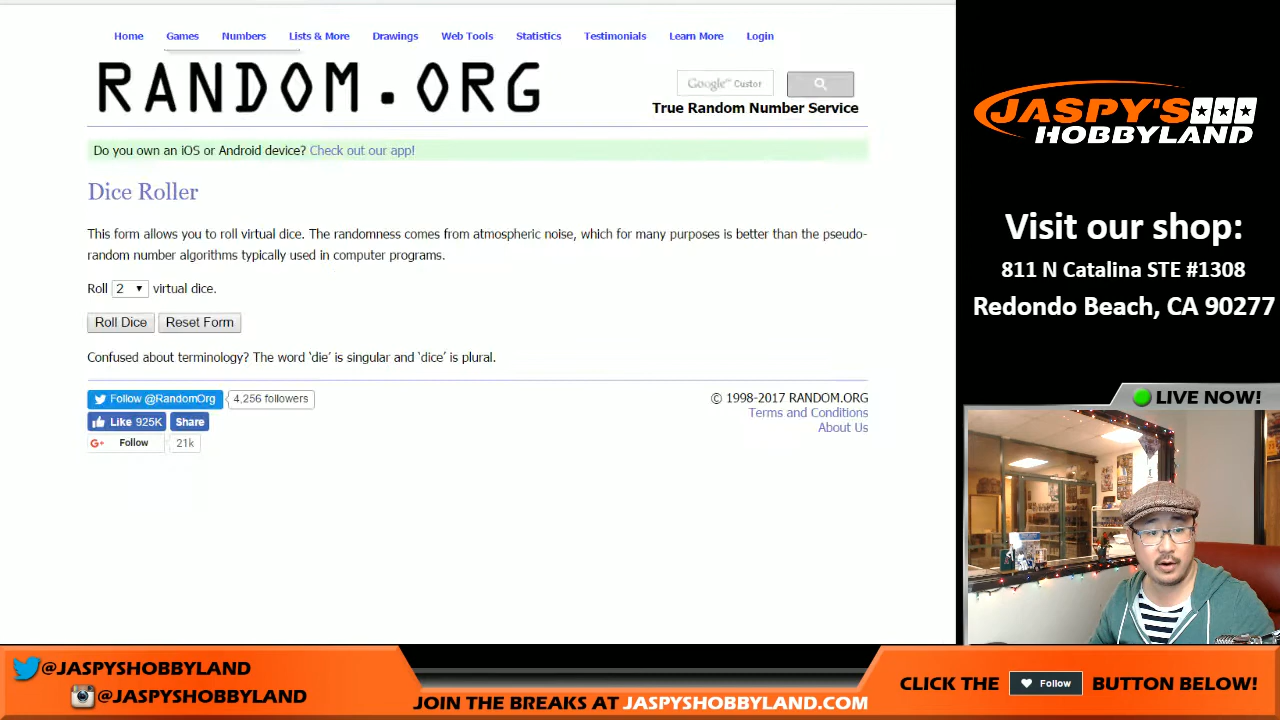 Home Games Numbers Lists & More Drawings Web Tools Statistics Testimonials Learn More Login
RANDOM.ORG
Google™ Custor
True Random Number Service
Do you own an iOS or Android device? Check out our app!
Dice Roller
This form allows you to roll virtual dice. The randomness comes from atmospheric noise, which for many purposes is better than the pseudo-
random number algorithms typically used in computer programs.
Roll 2 virtual dice.
Roll Dice Reset Form
Confused about terminology? The word ‘die’ is singular and ‘dice’ is plural.
Follow @RandomOrg 4,256 followers
Like 925K Share
G+ Follow 21k
© 1998-2017 RANDOM.ORG
Terms and Conditions
About Us
JASPY'S
HOBBYLAND
Visit our shop:
811 N Catalina STE #1308
Redondo Beach, CA 90277
LIVE NOW!
@JASPYSHOBBYLAND
@JASPYSHOBBYLAND
JOIN THE BREAKS AT JASPYSHOBBYLAND.COM
CLICK THE Follow BUTTON BELOW!